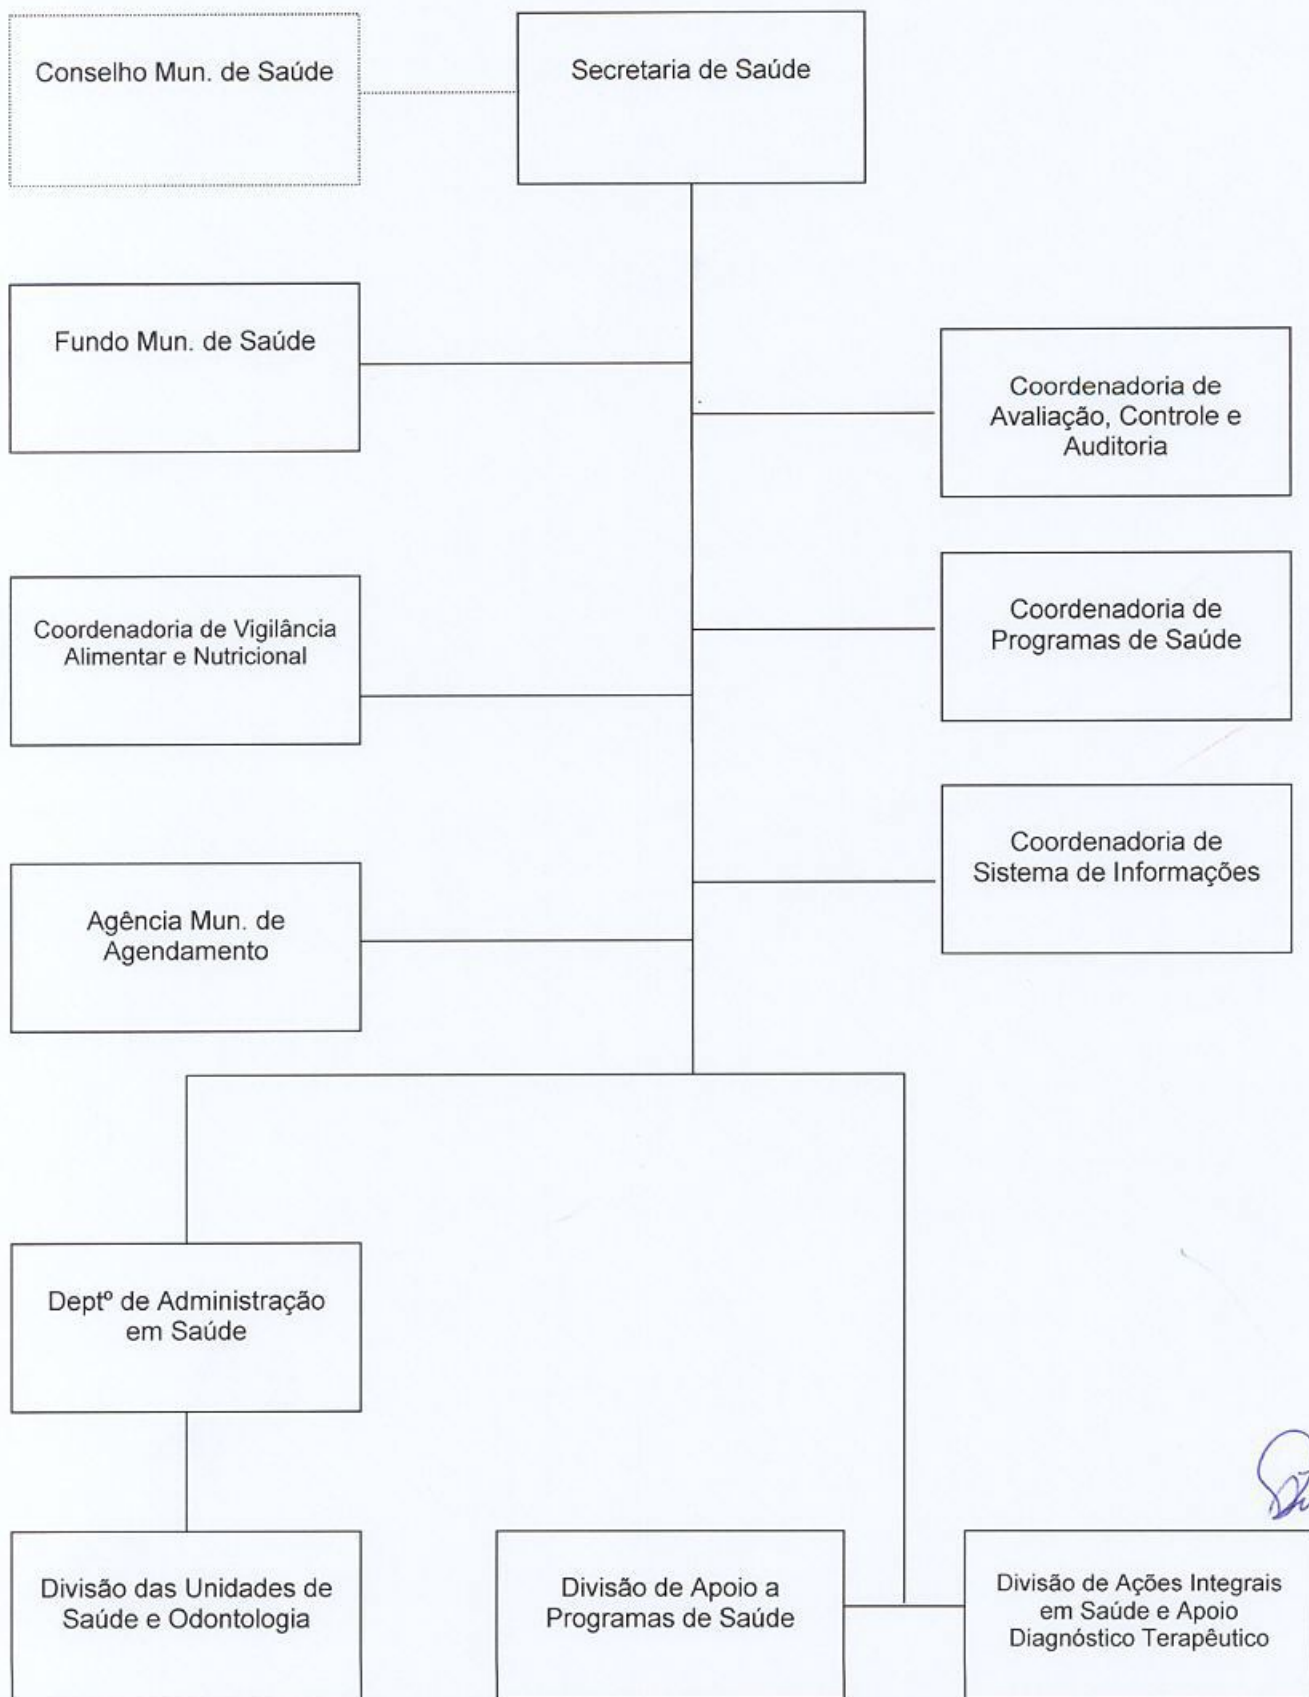 Conselho Mun. de Saúde
Secretaria de Saúde
Fundo Mun. de Saúde
Coordenadoria de
Avaliação, Controle e
Auditoria
Coordenadoria de Vigilância
Alimentar e Nutricional
Coordenadoria de
Programas de Saúde
Coordenadoria de
Sistema de Informações
Agência Mun. de
Agendamento
Deptº de Administração
em Saúde
Divisão das Unidades de
Saúde e Odontologia
Divisão de Apoio a
Programas de Saúde
Divisão de Ações Integrais
em Saúde e Apoio
Diagnóstico Terapêutico